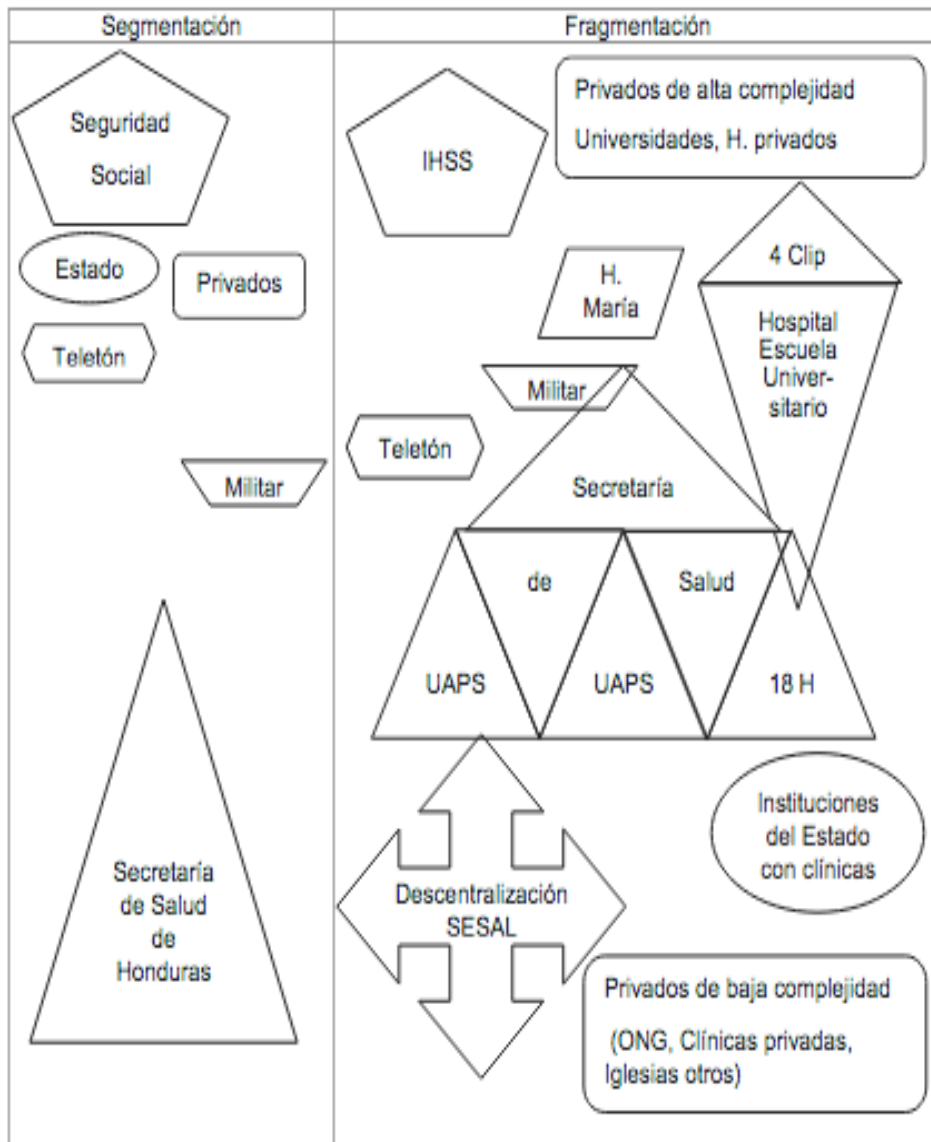 Segmentación
Fragmentación
Seguridad
Social
Estado
Privados
Teletón
Militar
Secretaría
de Salud
de
Honduras
IHSS
Privados de alta complejidad
Universidades, H. privados
4 Clip
H.
María
Hospital
Escuela
Univer-
sitario
Militar
Teletón
Secretaría
de
Salud
UAPS
UAPS
18 H
Instituciones
del Estado
con clínicas
Descentralización
SESAL
Privados de baja complejidad
(ONG, Clínicas privadas,
Iglesias otros)